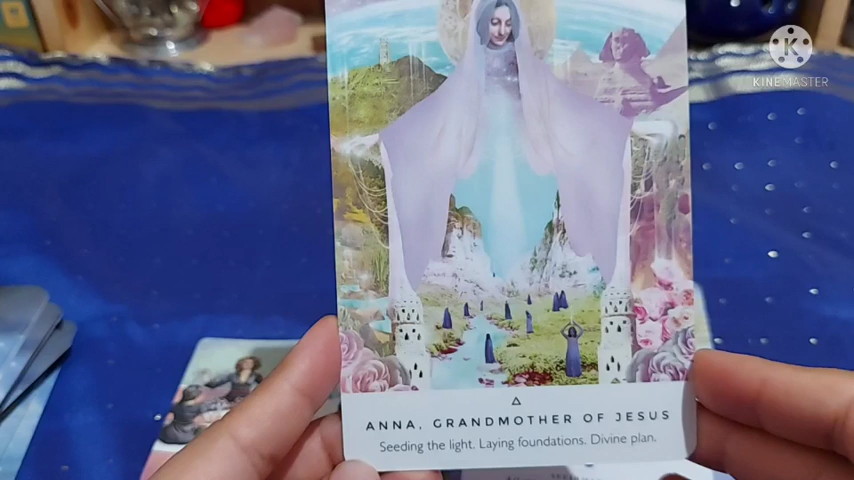 K
KINEMASTER
ANNA, GRANDMOTHER OF JESUS
Seeding the light. Laying foundations. Divine plan.